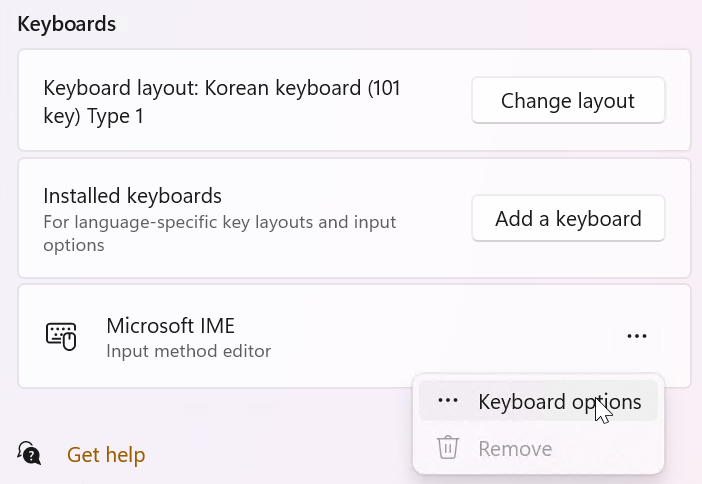 Keyboards
Keyboard layout: Korean keyboard (101
key) Type 1
Change layout
Installed keyboards
For language-specific key layouts and input
options
Add a keyboard
Microsoft IME
Input method editor
Keyboard options
Remove
Get help